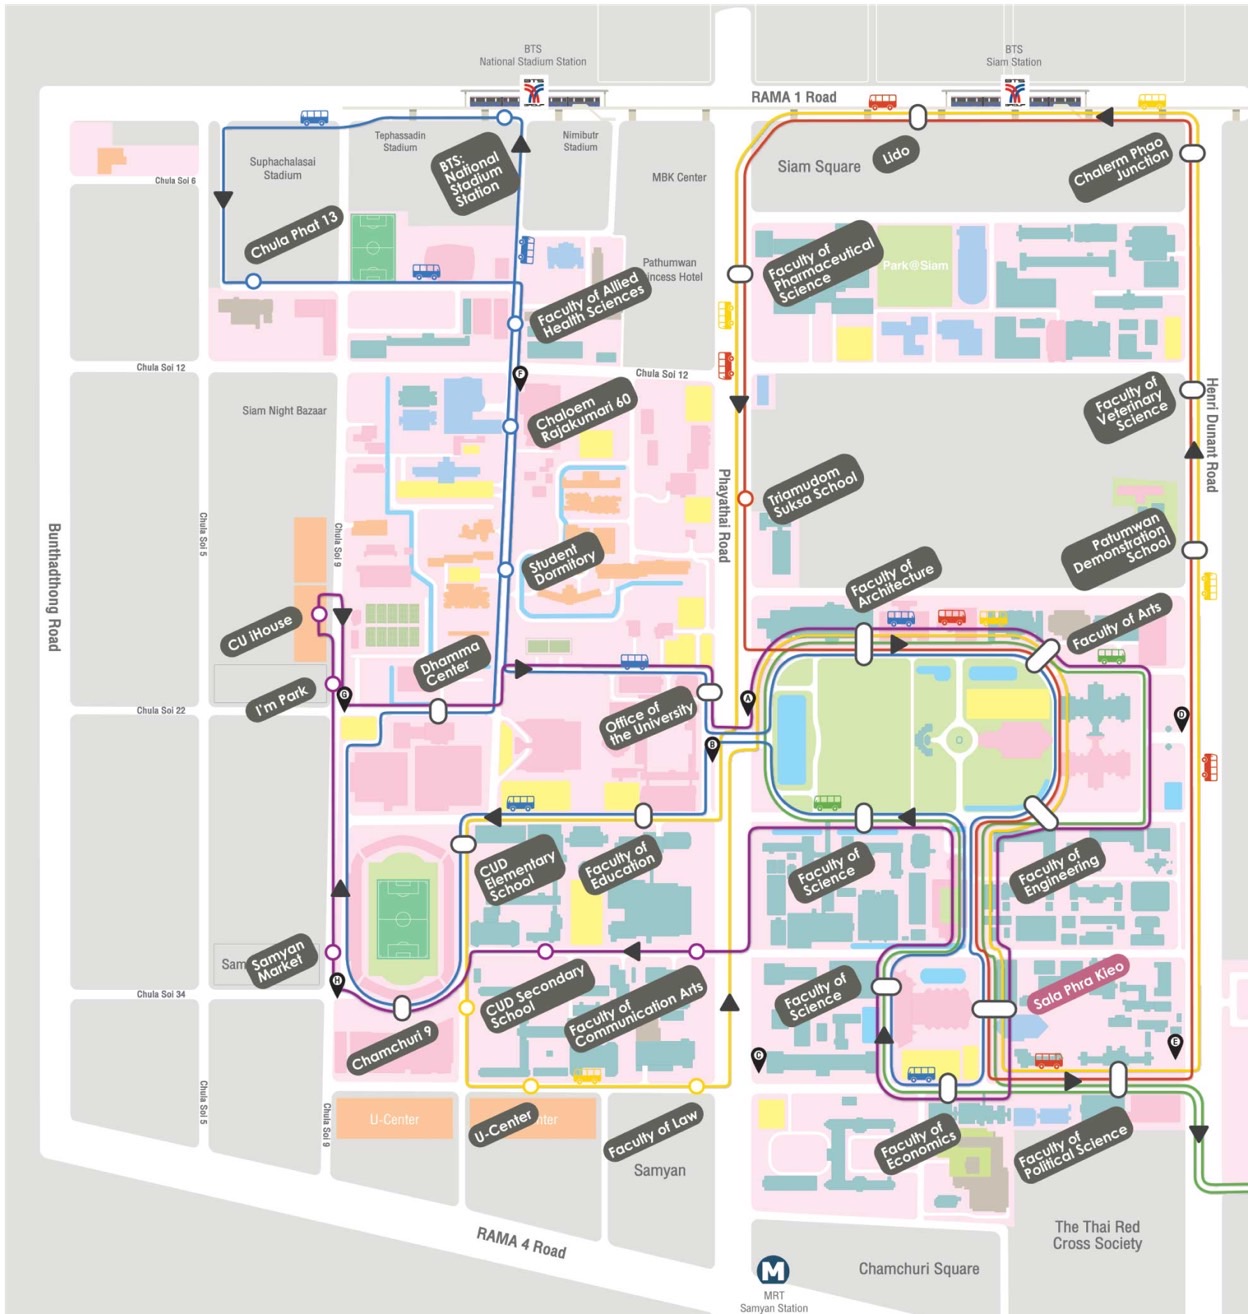 BTS
National Stadium Station
BTS
Siam Station
RAMA 1 Road
Tephassadin
Stadium
Nimibutr
Stadium
Suphachalasai
Stadium
BTS:
National
Stadium
Station
MBK Center
Siam Square
Lido
Chalerm Phao
Junction
Chula Soi 6
Chula Phat 13
Pathumwan
incess Hotel
Faculty of Allied
Health Sciences
Faculty of
Pharmaceutical
Science
Park@Siam
Chula Soi 12
Chula Soi 12
F
Siam Night Bazaar
Chaloem
Rajakumari 60
Faculty of
Veterinary
Science
Henri Dunant Road
Triamudom
Suksa School
Phayathai Road
Patumwan
Demonstration
School
Bunthadtthong Road
Chula Soi 5
Chula Soi 9
Student
Dormitory
Faculty of
Architecture
Faculty of Arts
CU iHouse
Dhamma
Center
I'm Park
G
Office of
the University
A
B
D
Chula Soi 22
CUD
Elementary
School
Faculty of
Education
Faculty of
Science
Faculty of
Engineering
Sam
Samyan
Market
H
Chula Soi 34
CUD Secondary
School
Faculty of
Communication Arts
Faculty of
Science
Sala Phra Kieo
Chamchuri 9
C
E
Chula Soi 5
Chula Soi 9
U-Center
U-Center
nter
Faculty of Law
Samyan
Faculty of
Economics
Faculty of
Political Science
RAMA 4 Road
The Thai Red
Cross Society
Chamchuri Square
M
MRT
Samyan Station